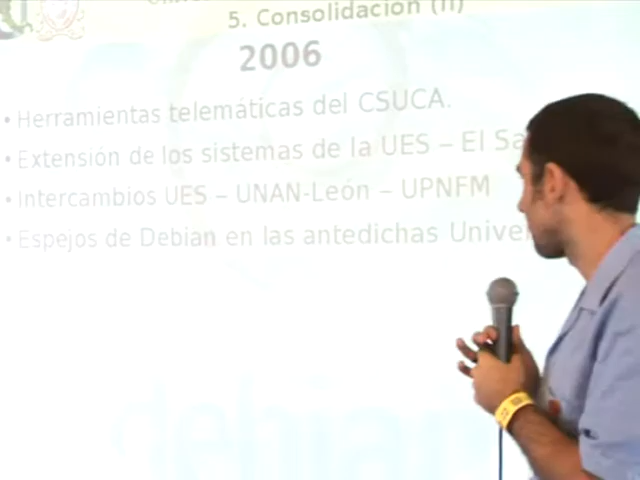 5. Consolidación (II)
2006
• Herramientas telemáticas del CSUCA.
• Extensión de los sistemas de la UES – El Sa
• Intercambios UES – UNAN-León – UPNFM
• Espejos de Debian en las antedichas Unive
debian